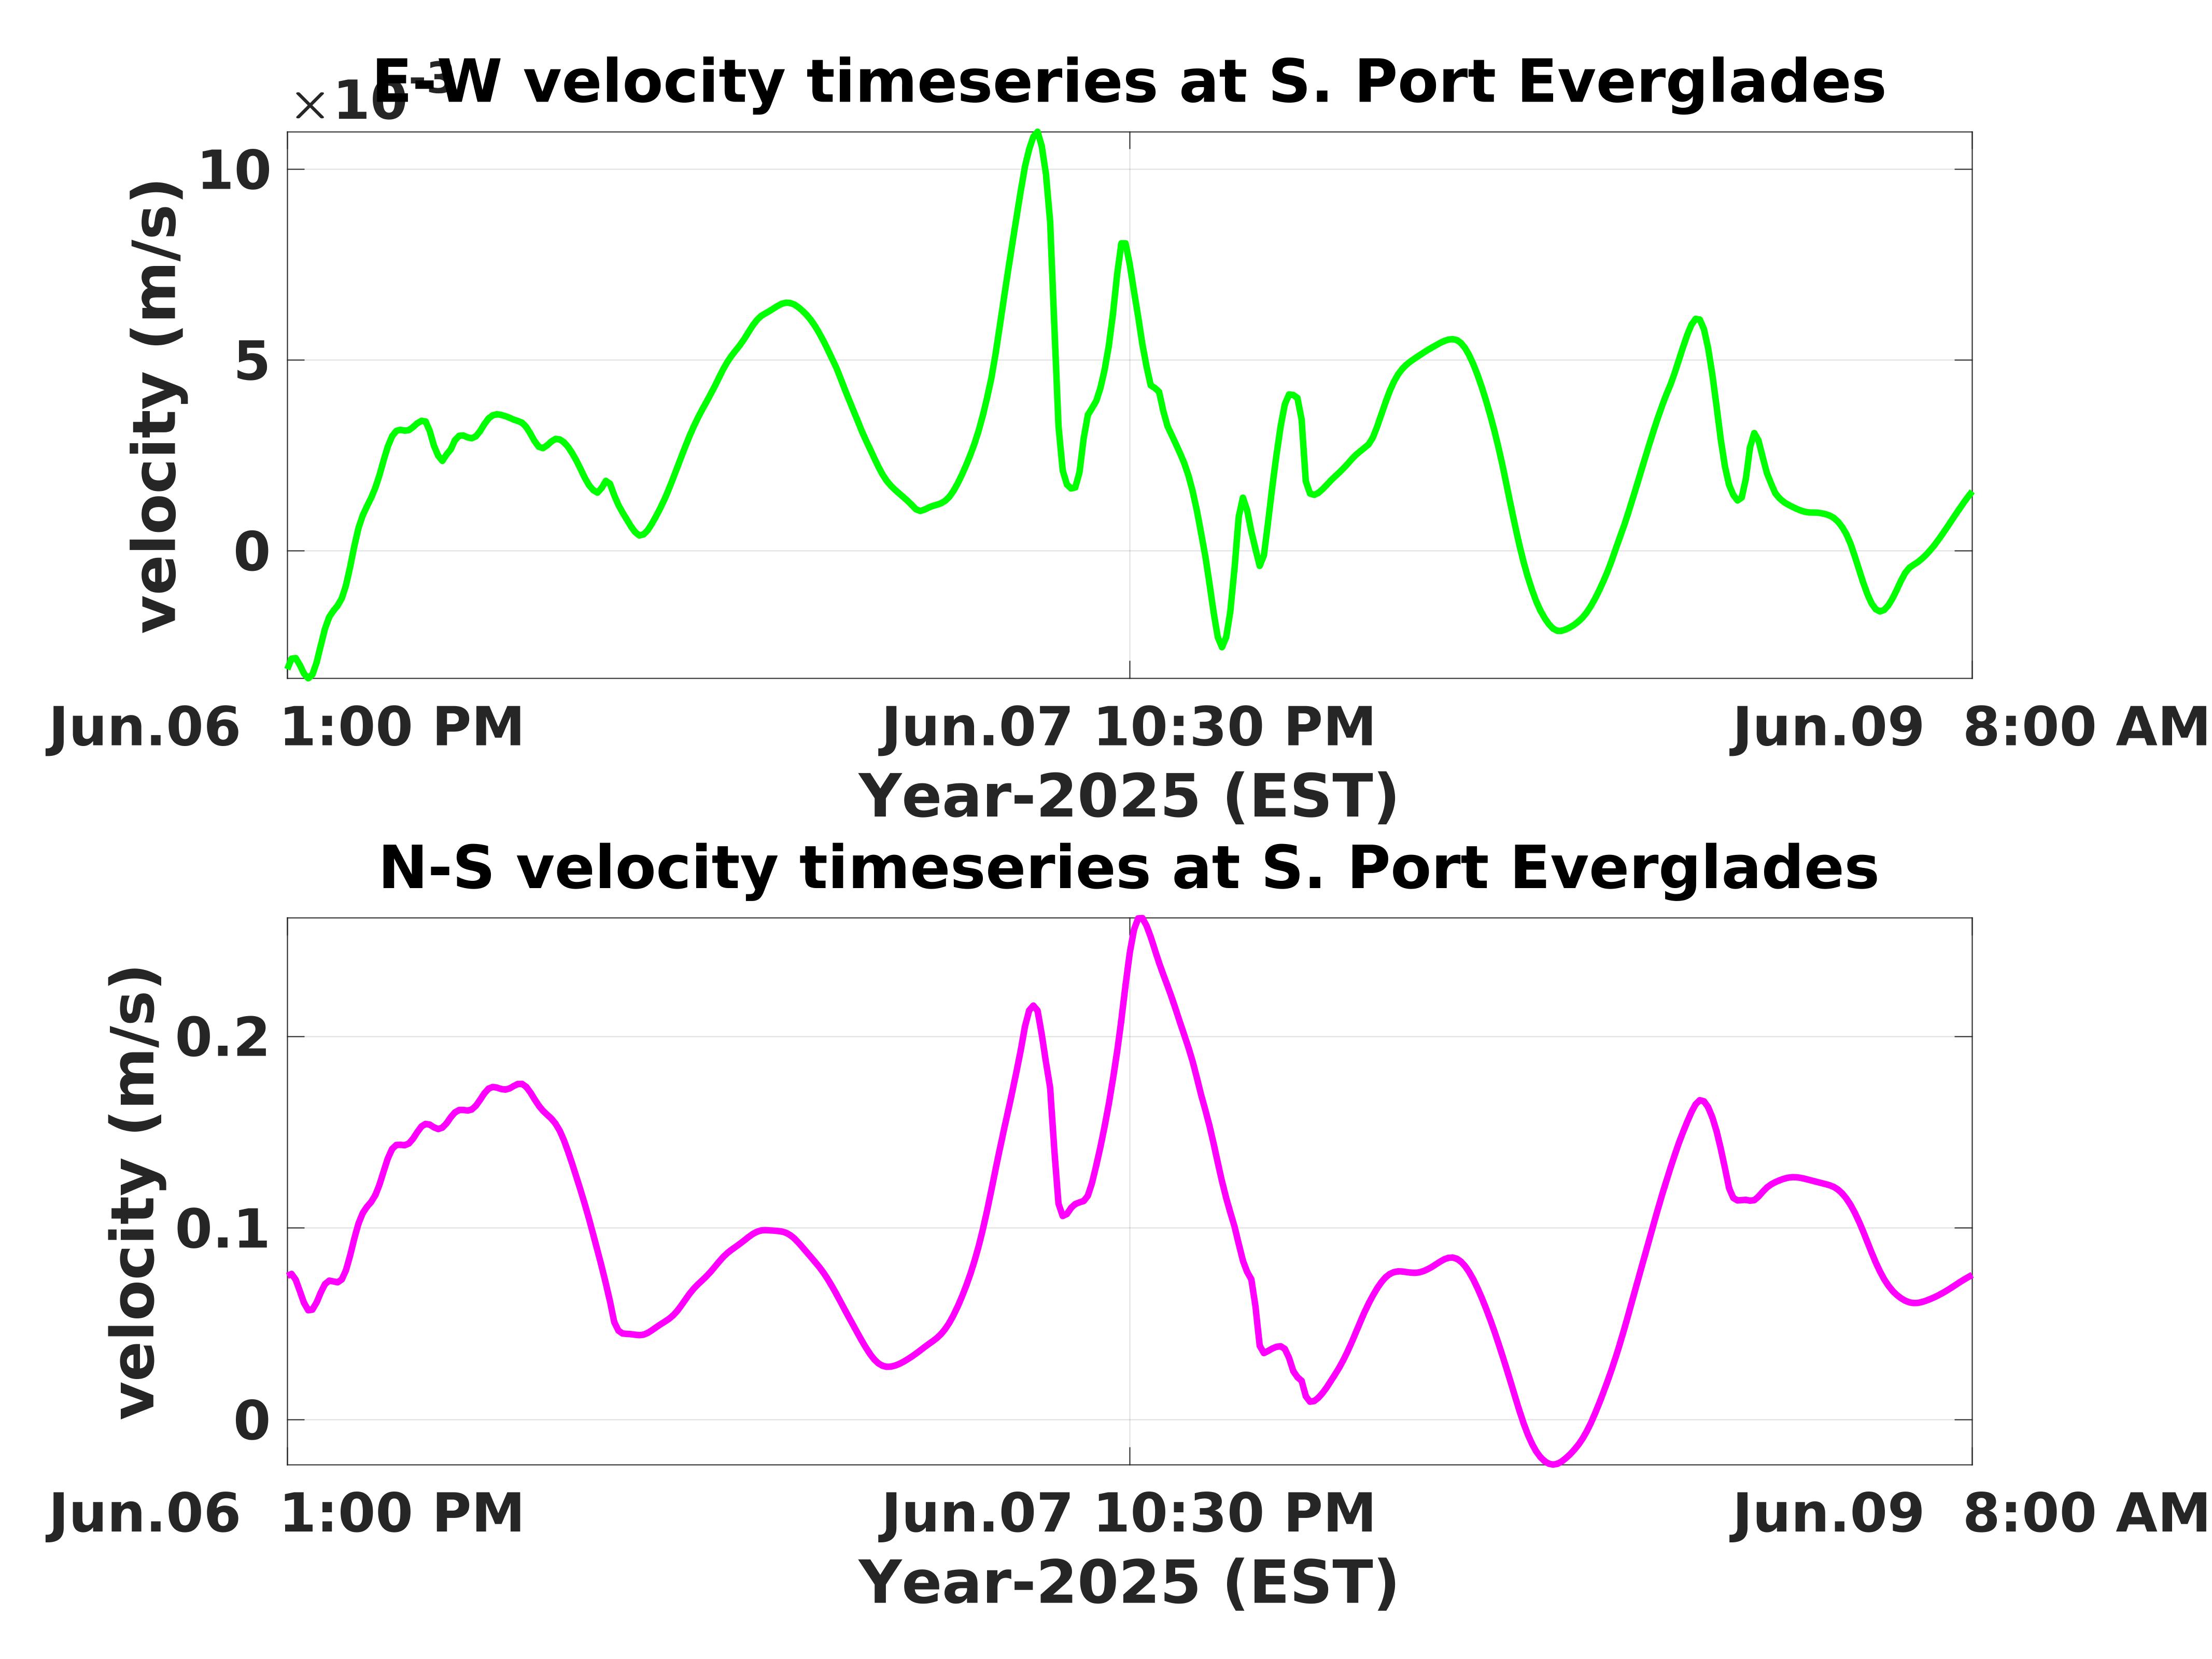 E-W velocity timeseries at S. Port Everglades
×10-3
velocity (m/s)
10
5
0
Jun.06 1:00 PM
Jun.07 10:30 PM
Jun.09 8:00 AM
Year-2025 (EST)
N-S velocity timeseries at S. Port Everglades
velocity (m/s)
0.2
0.1
0
Jun.06 1:00 PM
Jun.07 10:30 PM
Jun.09 8:00 AM
Year-2025 (EST)